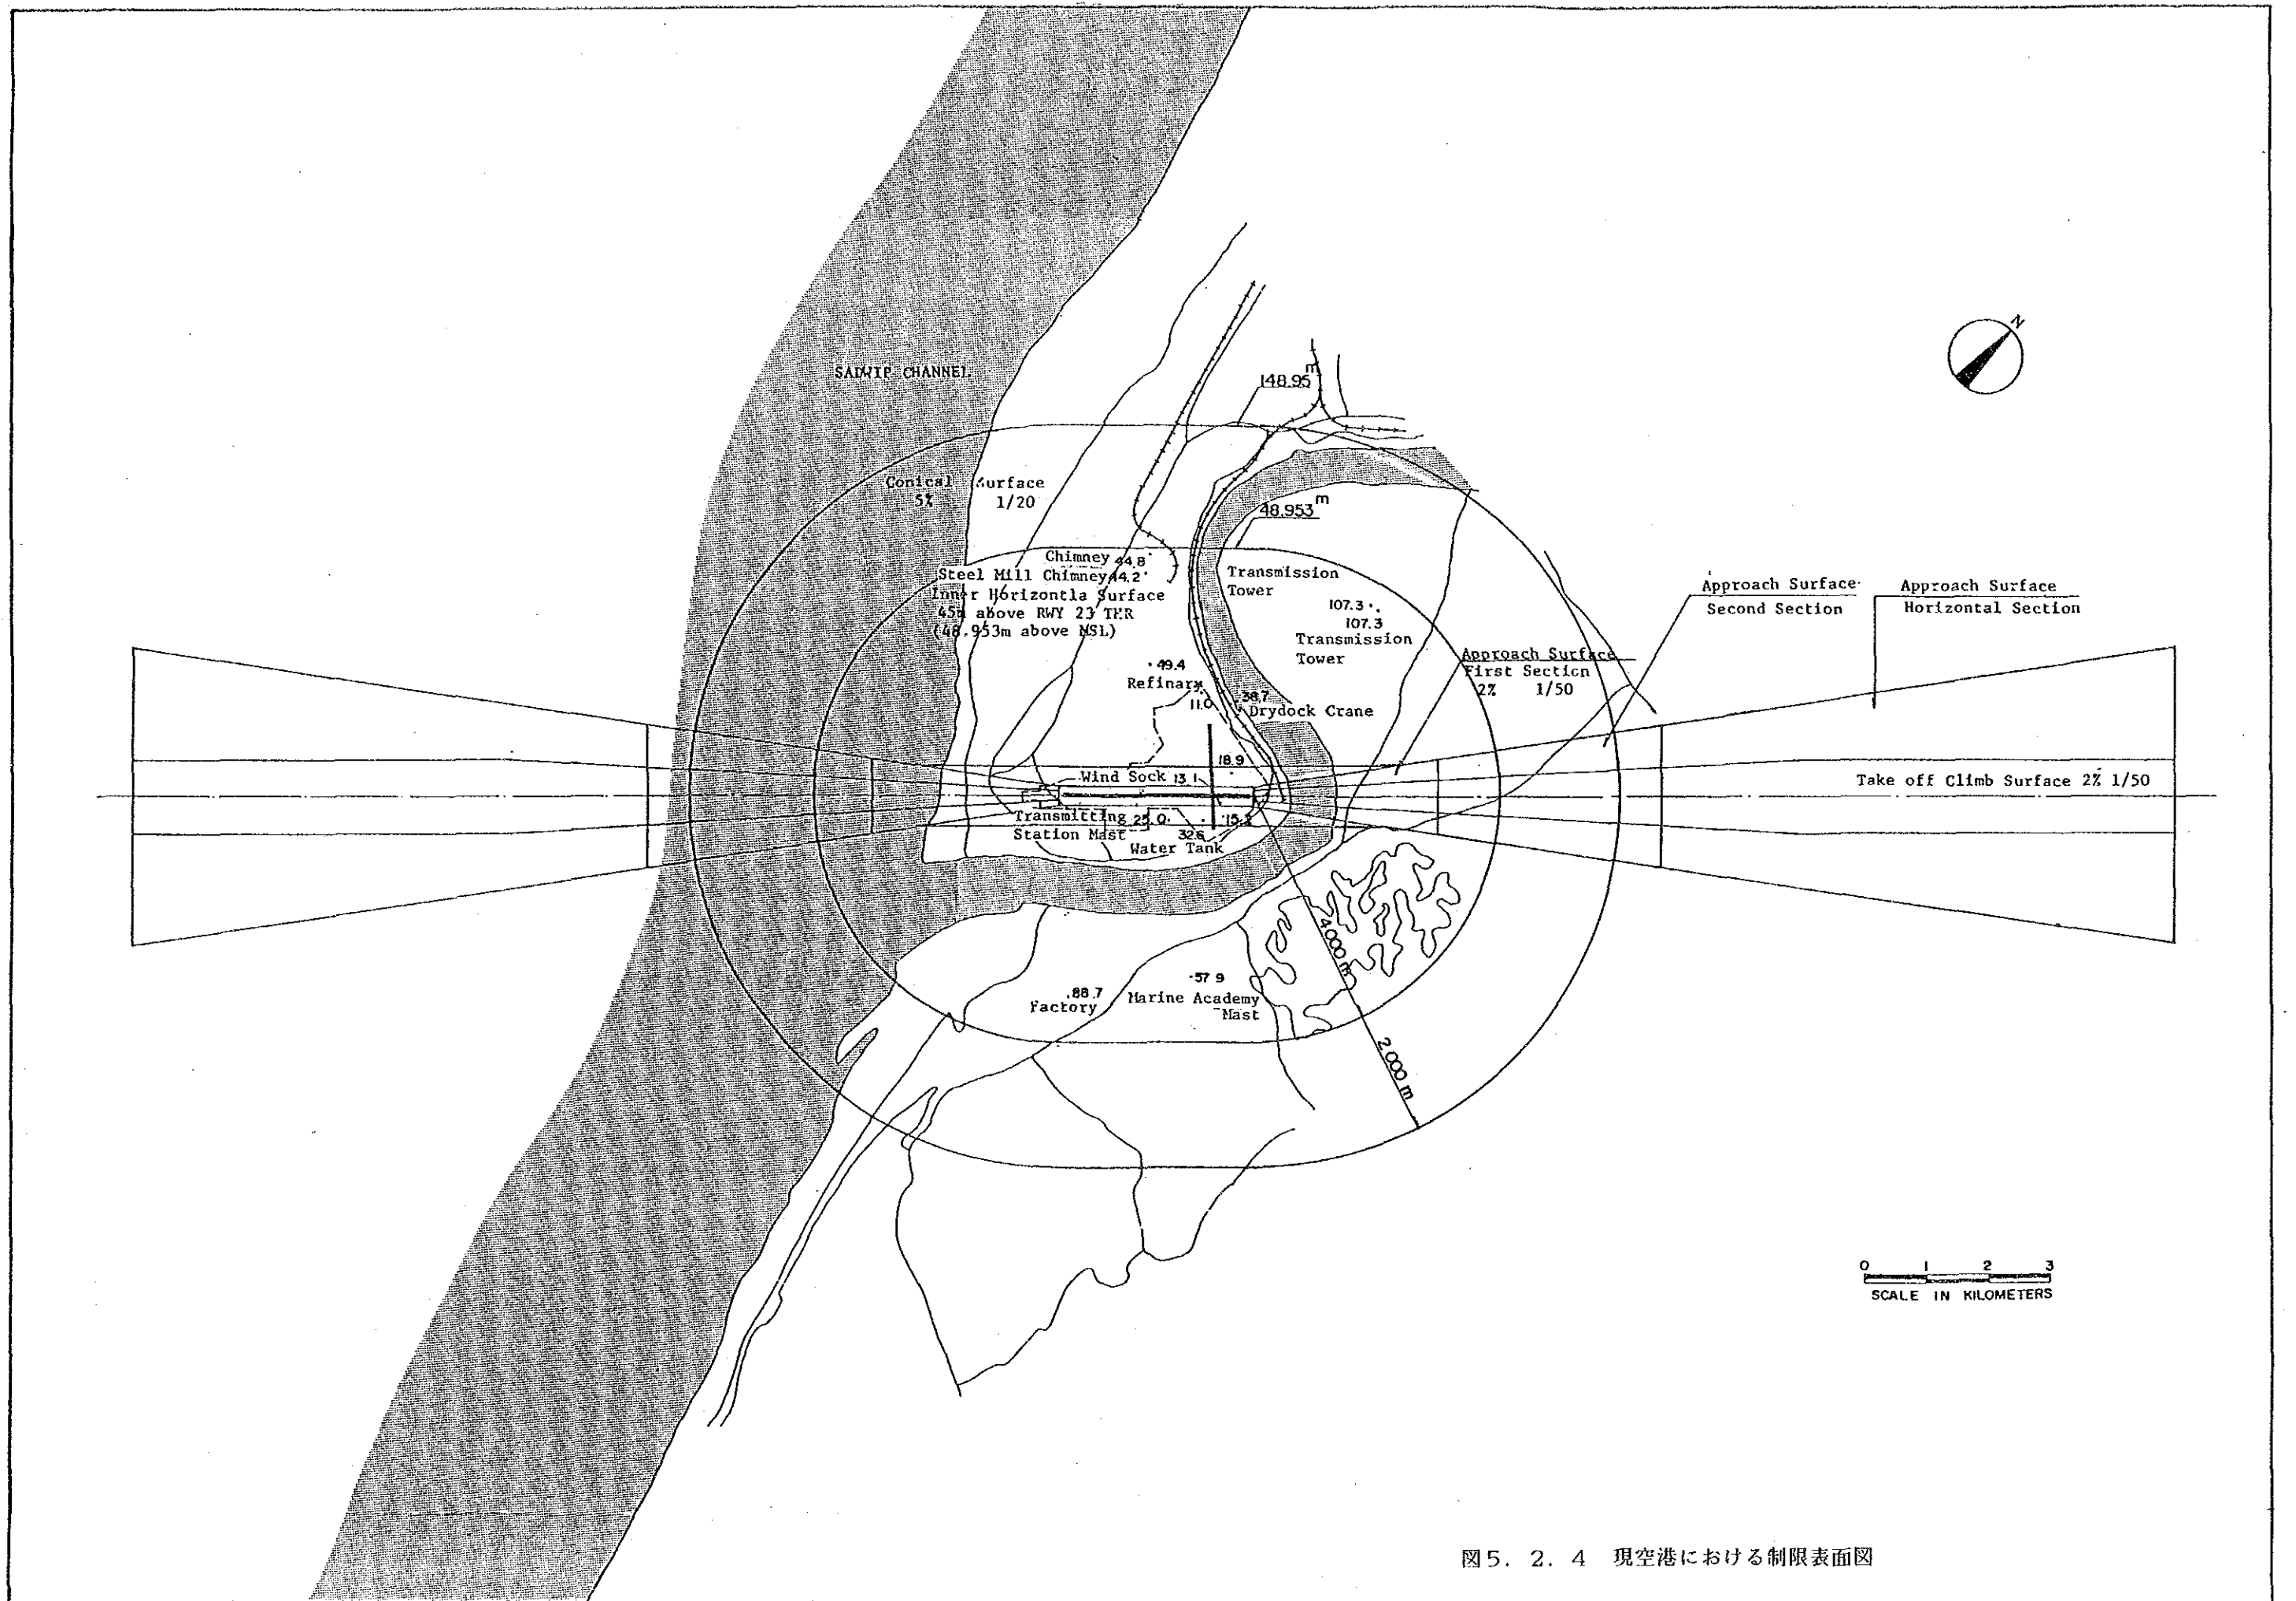 N
SADWIP CHANNEL
148.95 m
Conical Surface
5% 1/20
48.953 m
Chimney 44.8
Steel Mill Chimney 44.2
Inner Horizontla Surface
45m above RWY 23 THR
(48.953m above MSL)
Transmission
Tower
107.3
107.3
Transmission
Tower
Approach Surface
Second Section
Approach Surface
Horizontal Section
Approach Surface
First Section
2% 1/50
49.4
Refinary
11.0
38.7
Drydock Crane
18.9
Wind Sock 13.1
Take off Climb Surface 2% 1/50
Transmitting 25.0
Station Mast
32.6
Water Tank
4000 m
2.000 m
57.9
Marine Academy
Mast
88.7
Factory
0 1 2 3
SCALE IN KILOMETERS
図5. 2. 4 現空港における制限表面図